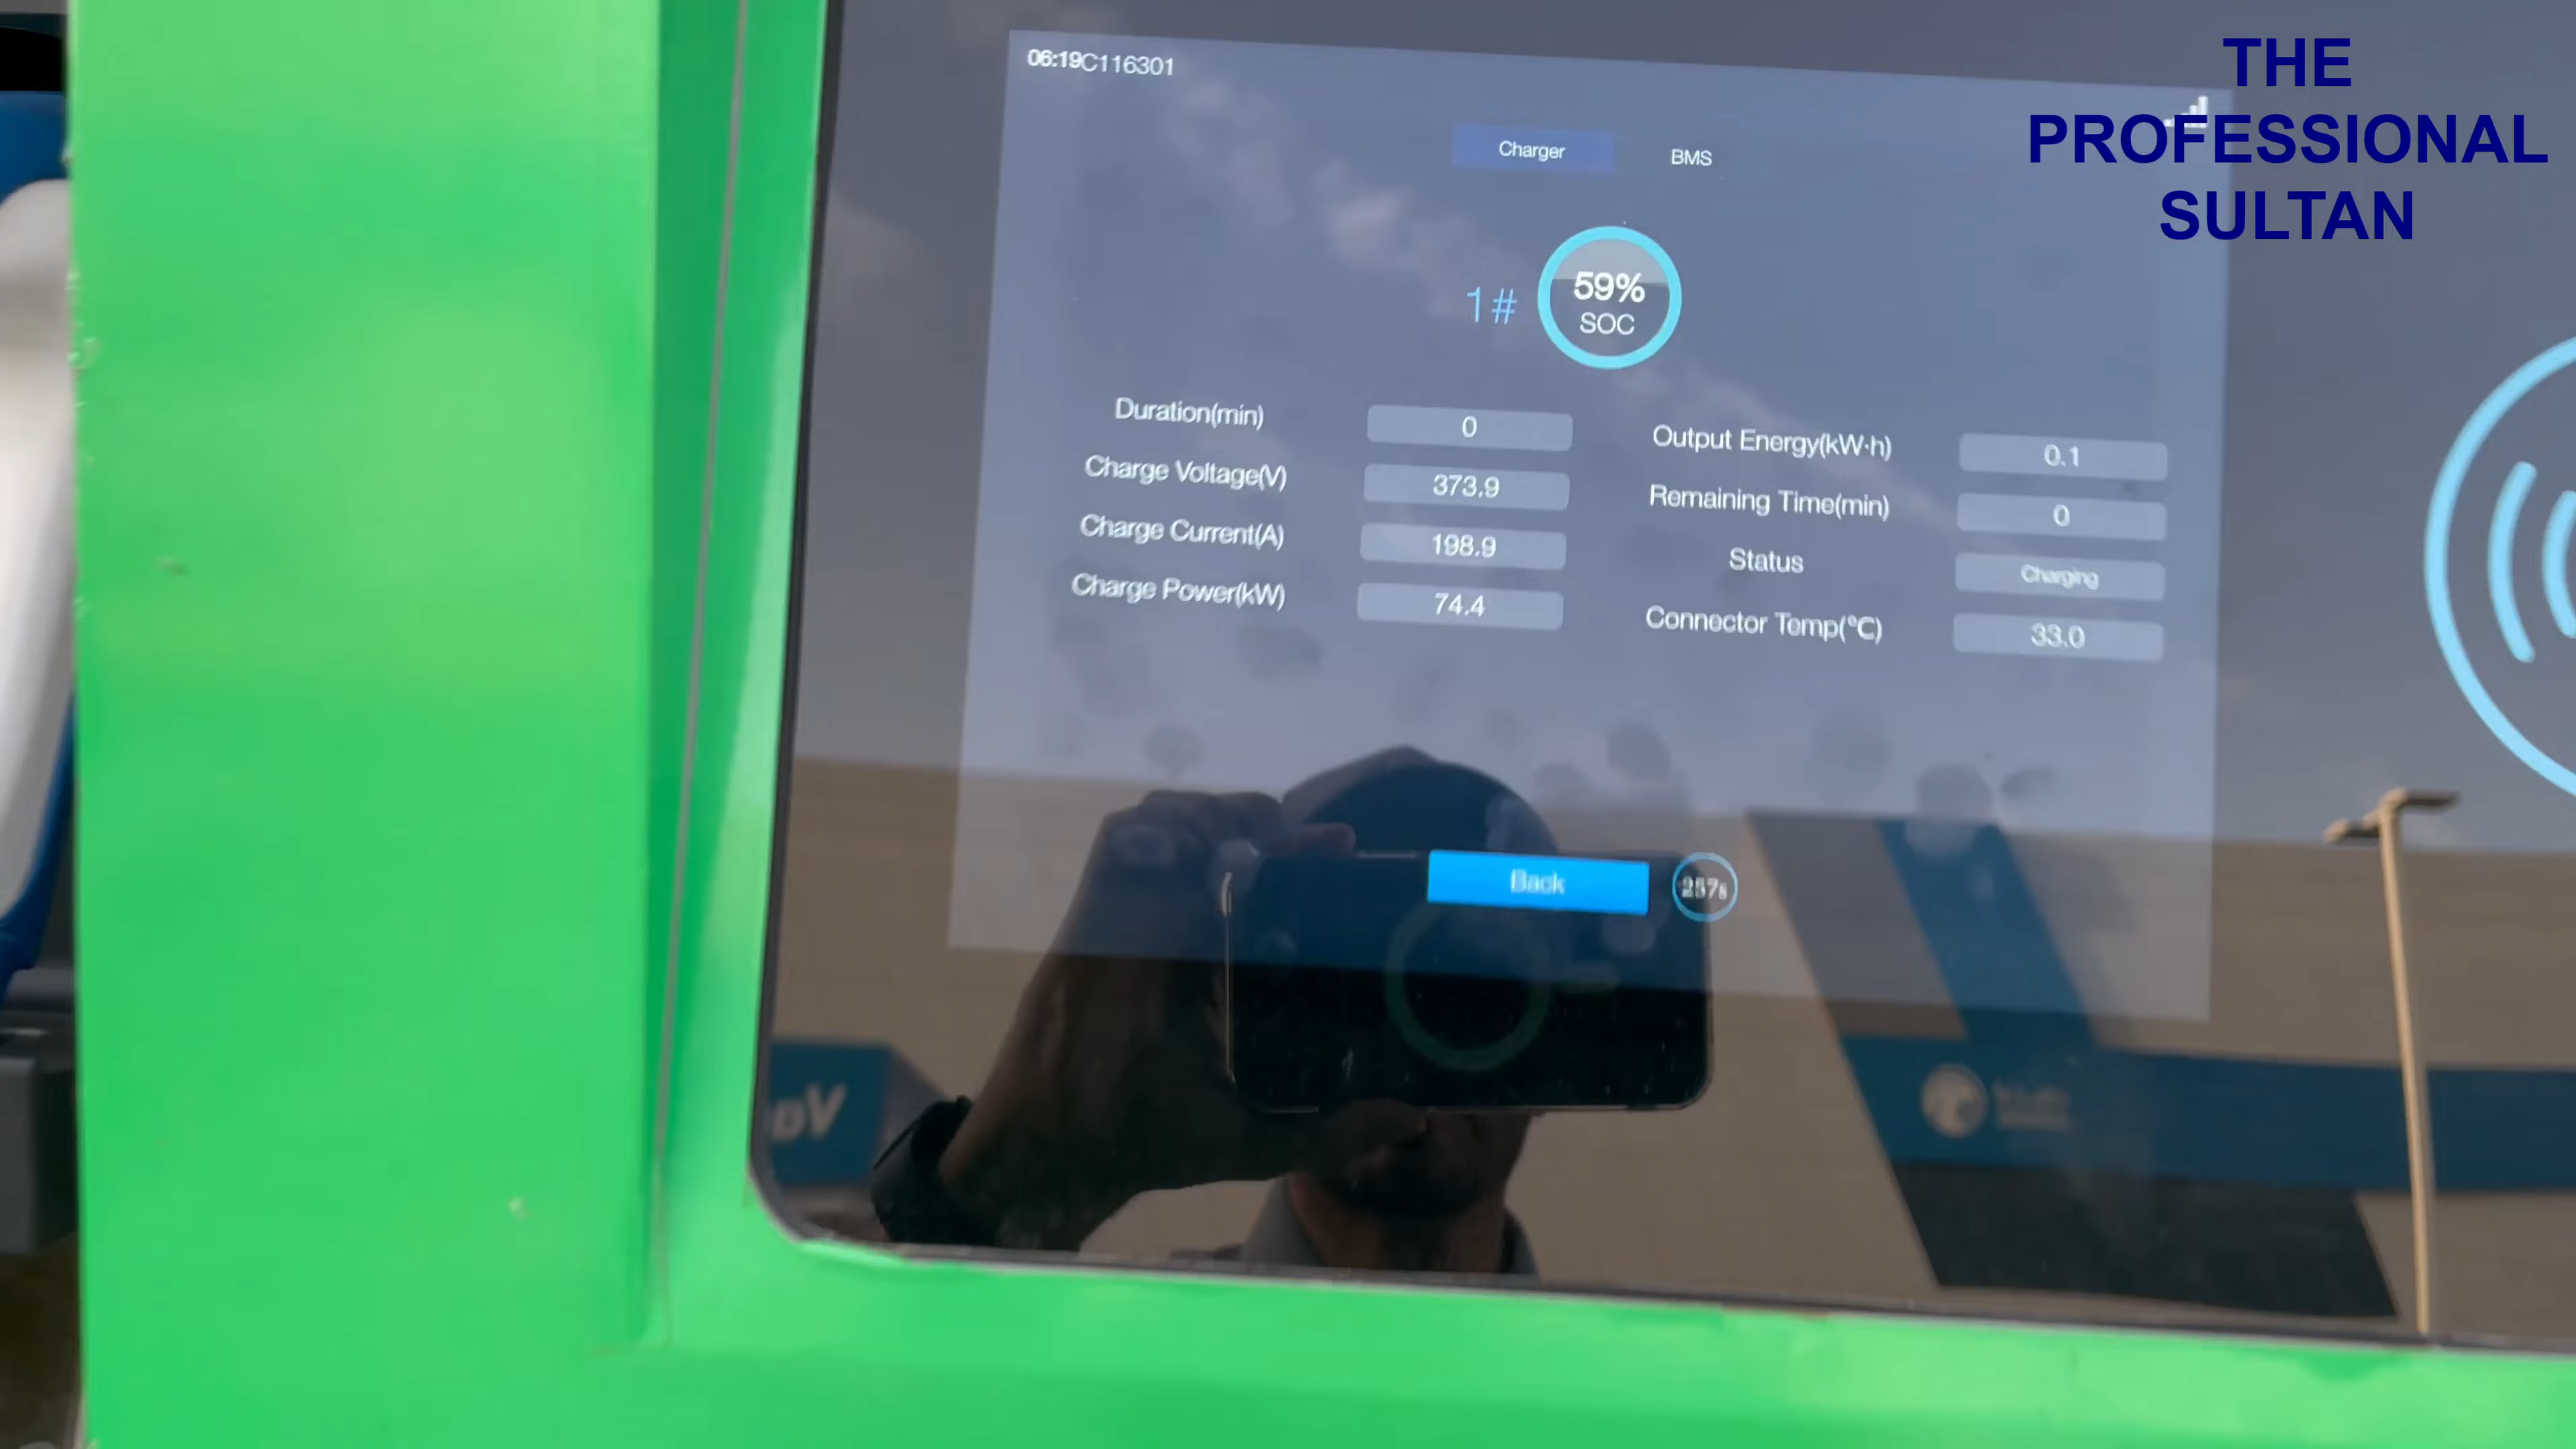 THE
PROFESSIONAL
SULTAN
06:19C116301
Charger
BMS
1#
59%
SOC
Duration(min) 0
Charge Voltage(V) 373.9
Charge Current(A) 198.9
Charge Power(kW) 74.4
Output Energy(kW·h) 0.1
Remaining Time(min) 0
Status Charging
Connector Temp(°C) 33.0
Back
257s